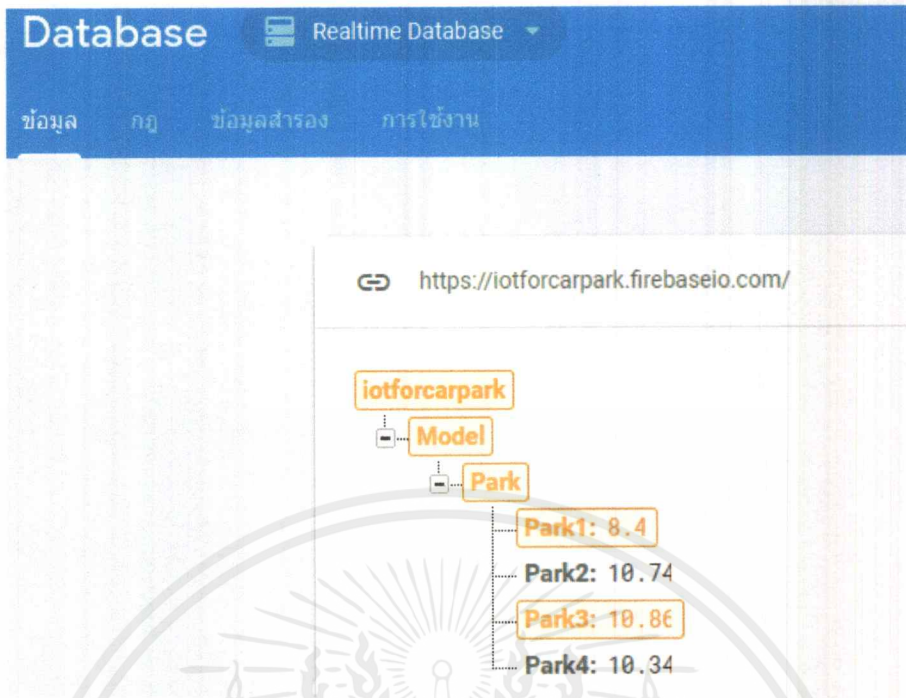 Database Realtime Database
ข้อมูล กฎ ข้อมูลสำรอง การใช้งาน
https://iotforcarpark.firebaseio.com/
iotforcarpark
Model
Park
Park1: 8.4
Park2: 10.74
Park3: 10.86
Park4: 10.34